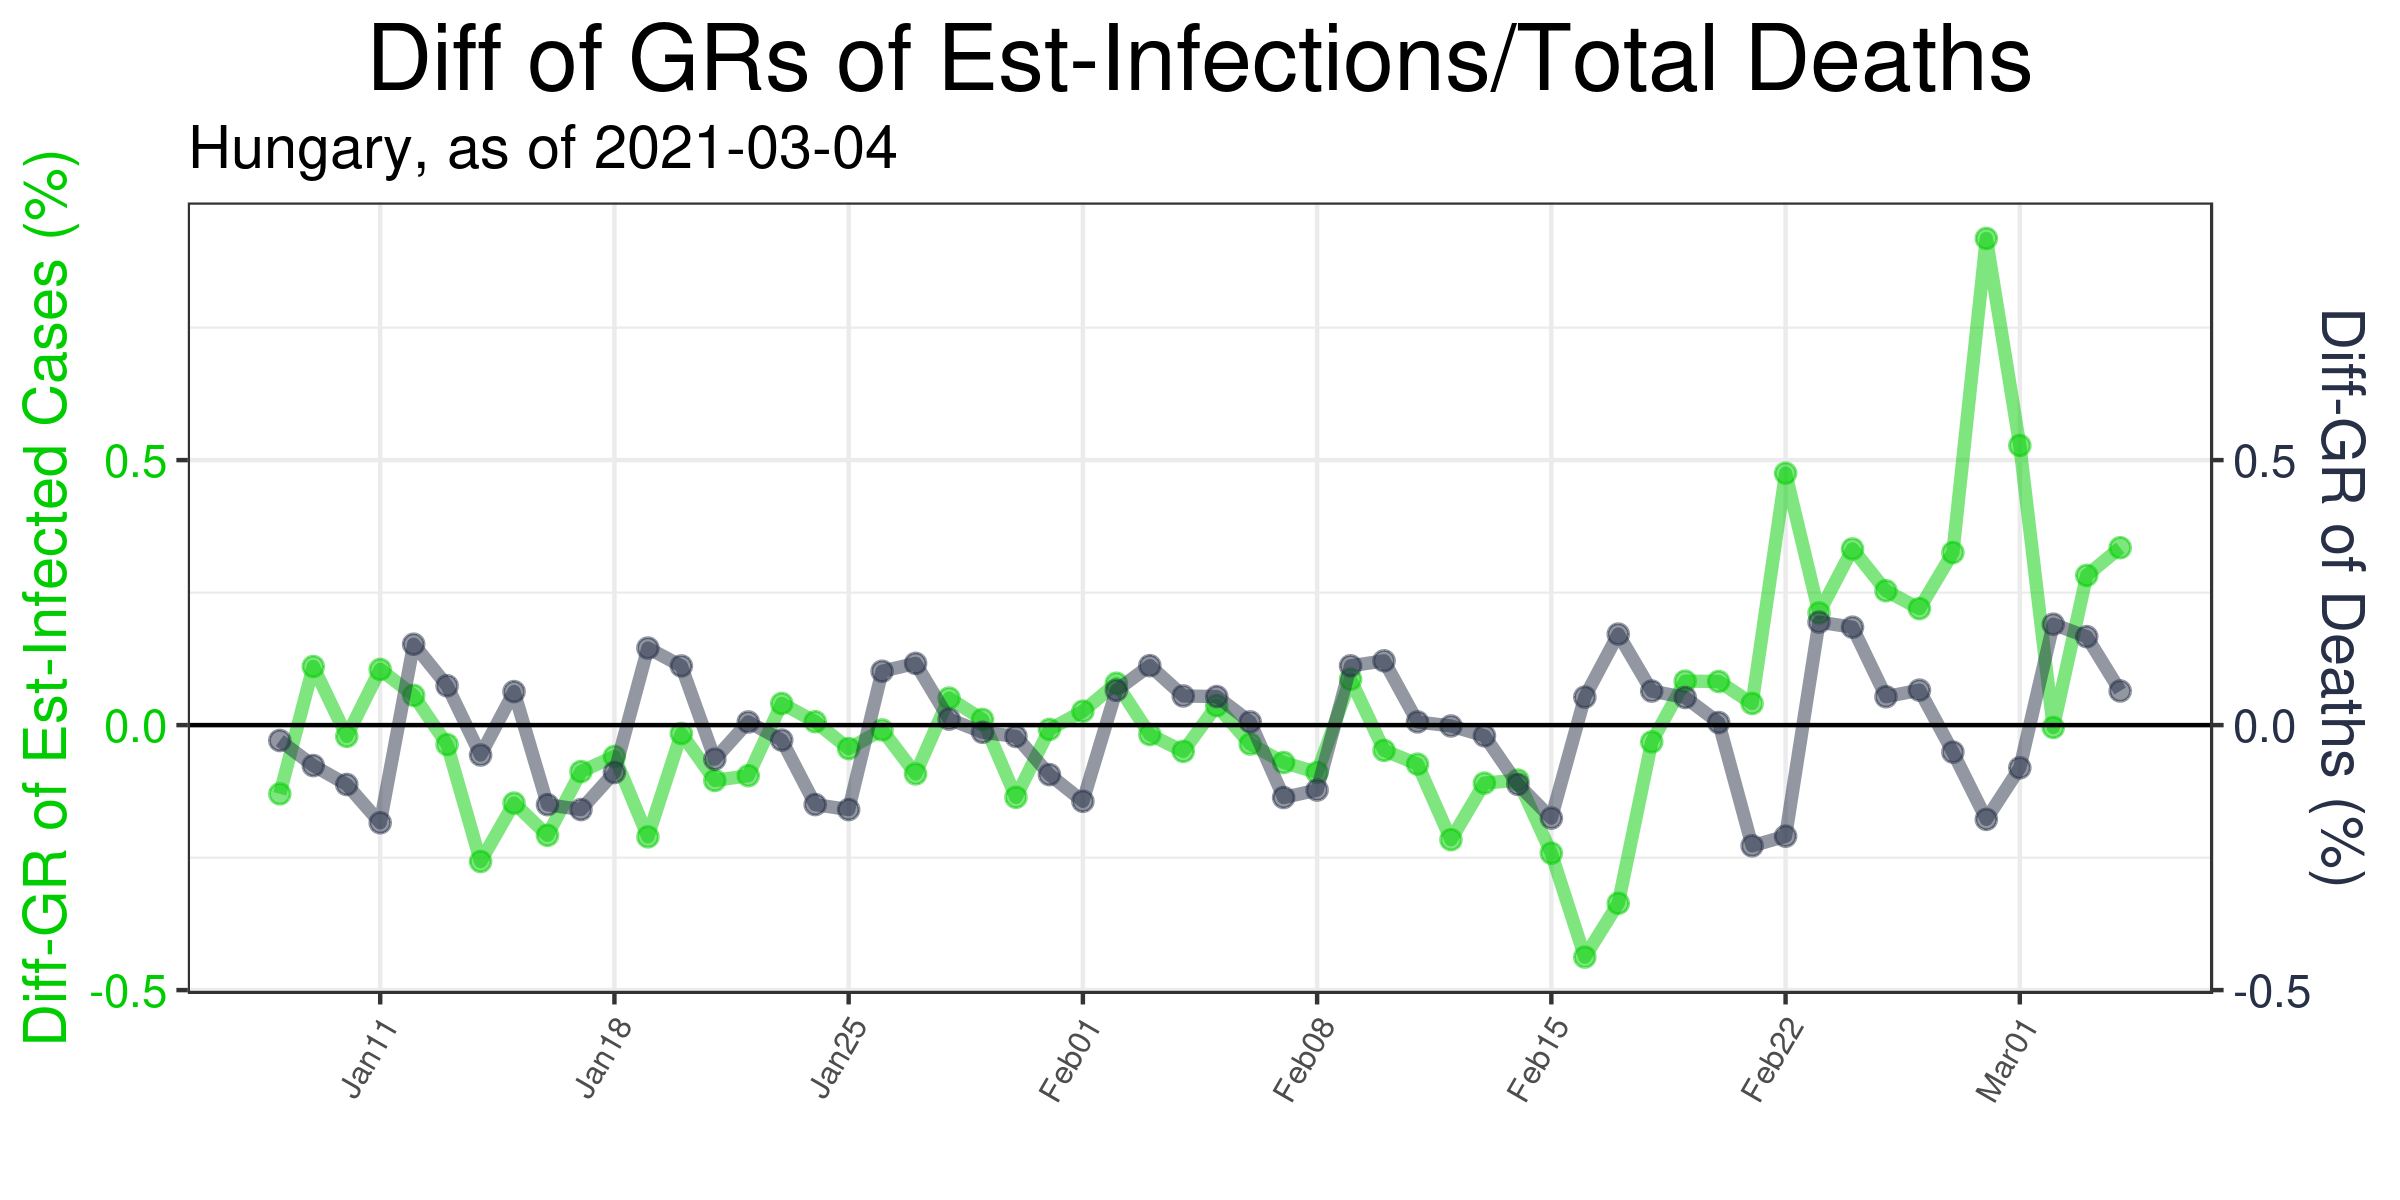 Diff of GRs of Est-Infections/Total Deaths
Hungary, as of 2021-03-04
Diff-GR of Est-Infected Cases (%)
0.5
0.0
-0.5
0.5
0.0
-0.5
Diff-GR of Deaths (%)
Jan11
Jan18
Jan25
Feb01
Feb08
Feb15
Feb22
Mar01